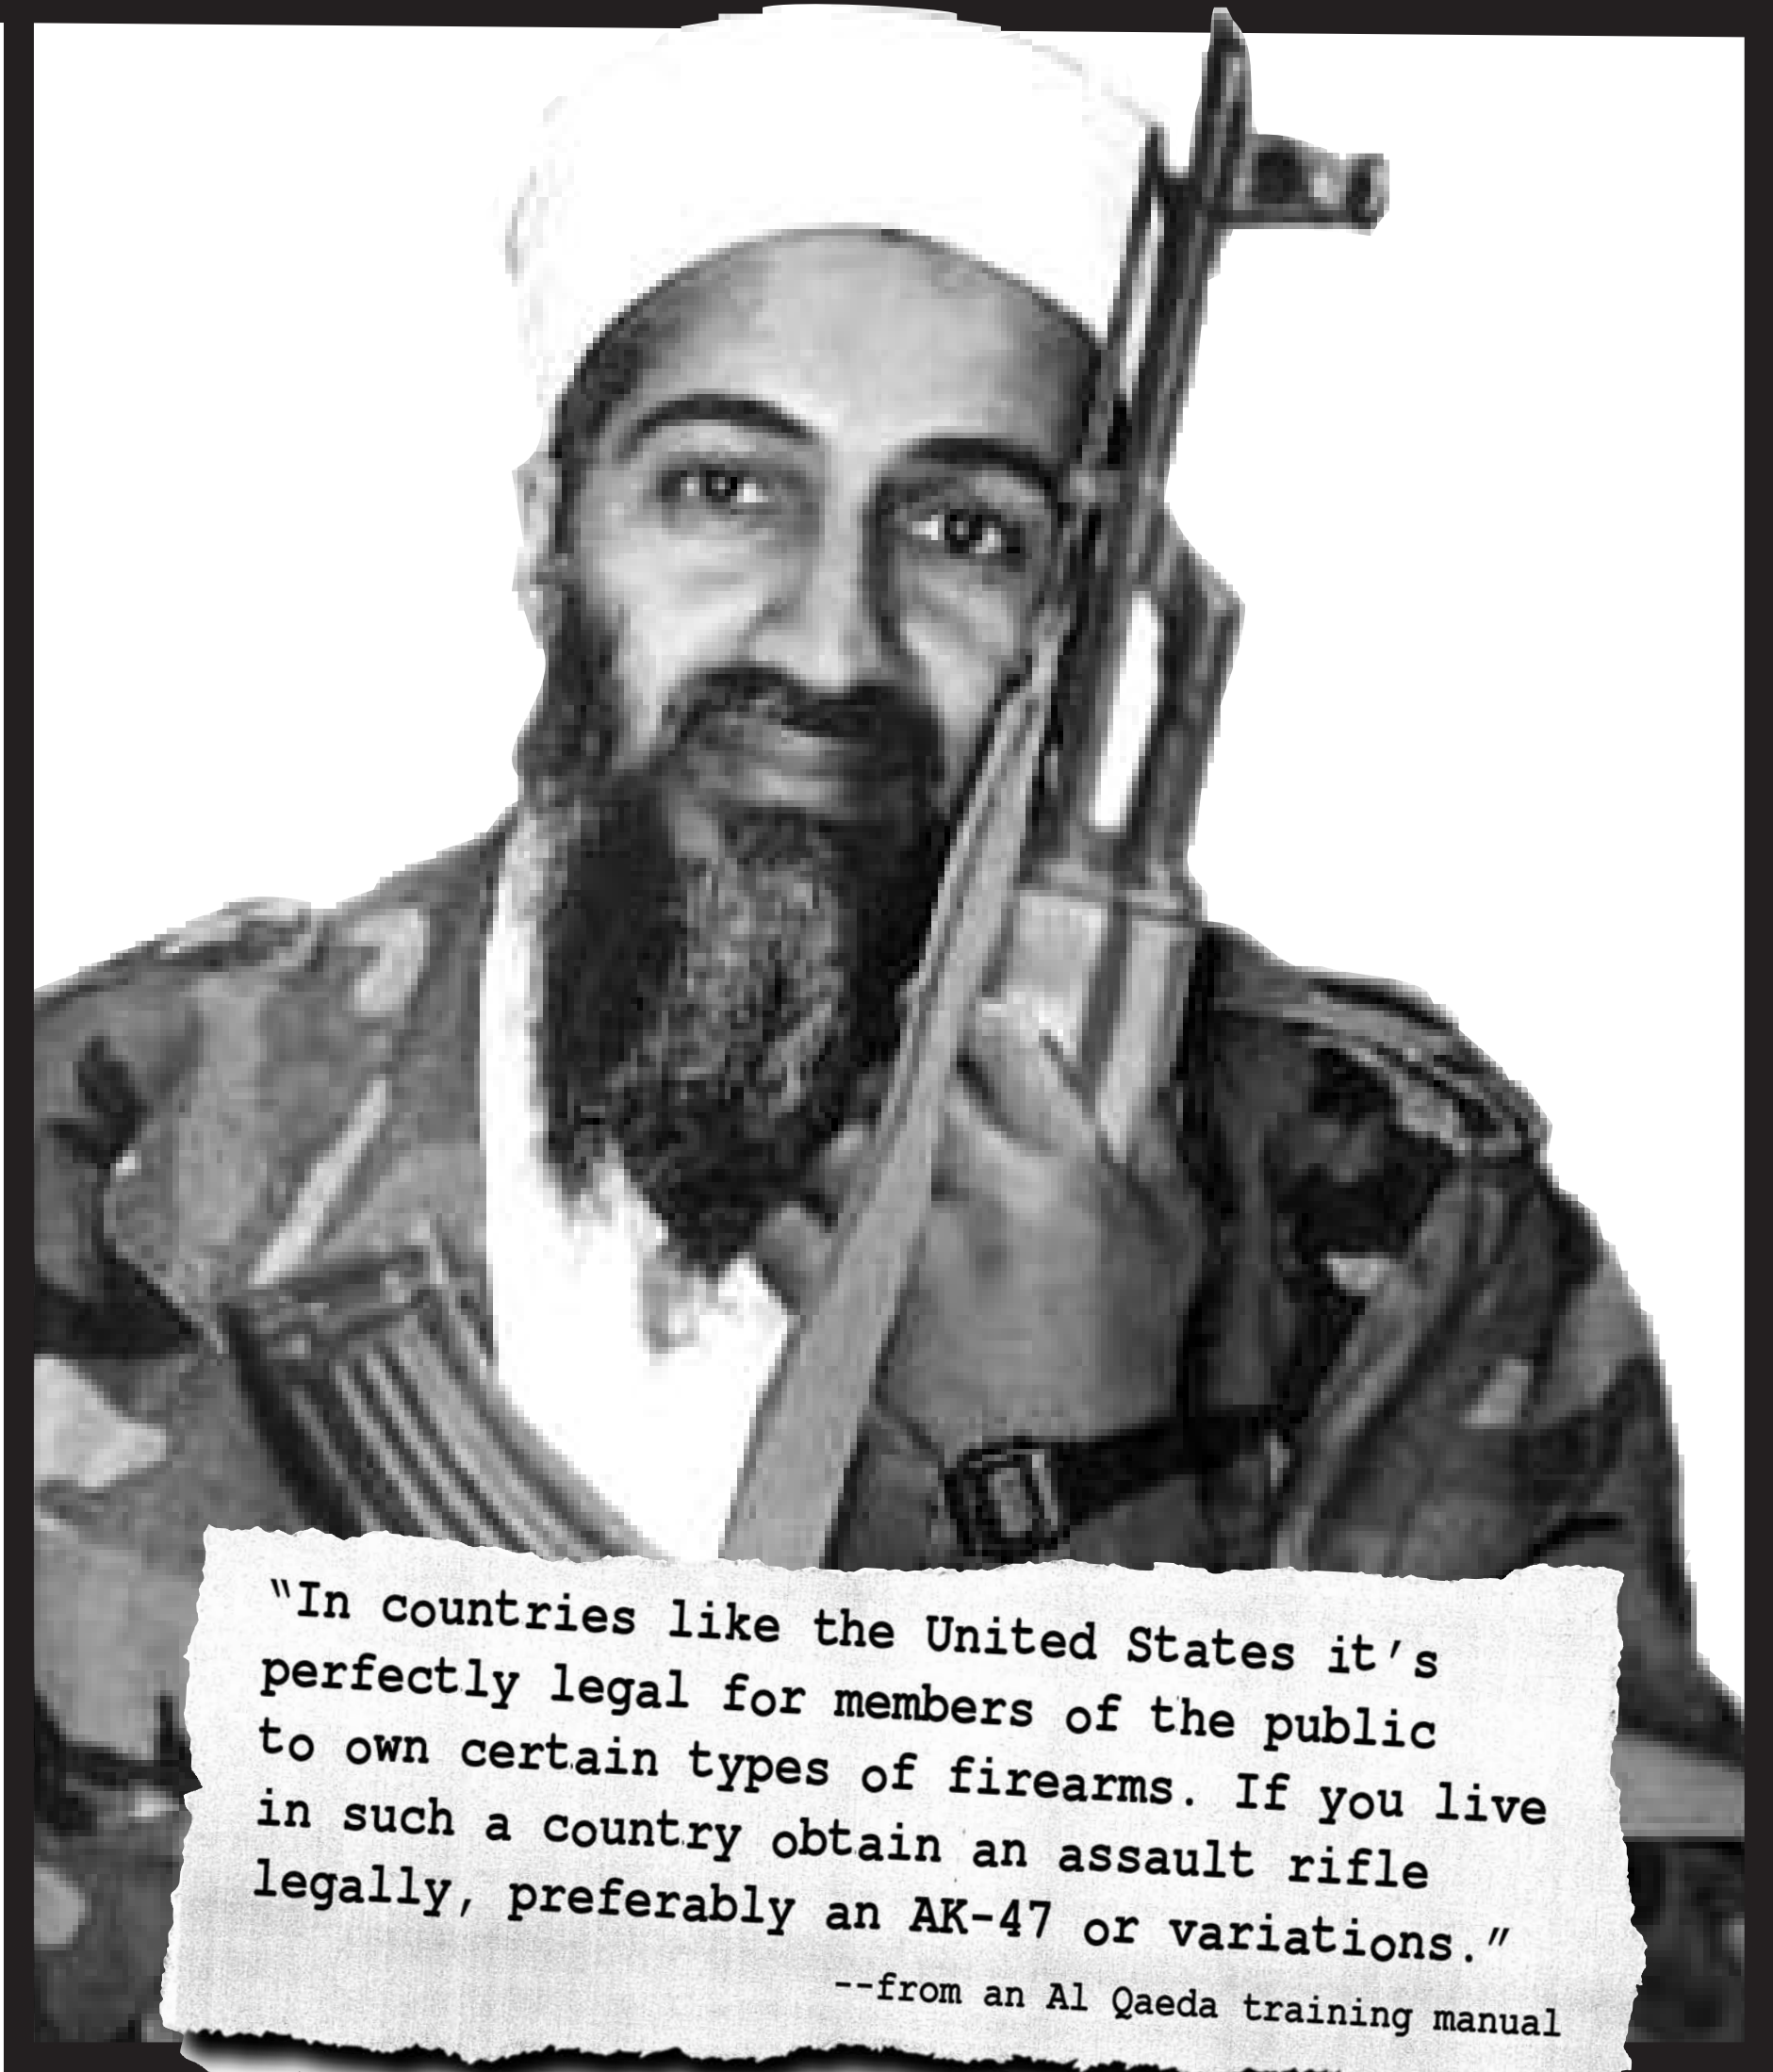 “In countries like the United States it’s
perfectly legal for members of the public
to own certain types of firearms. If you live
in such a country obtain an assault rifle
legally, preferably an AK-47 or variations.”
--from an Al Qaeda training manual